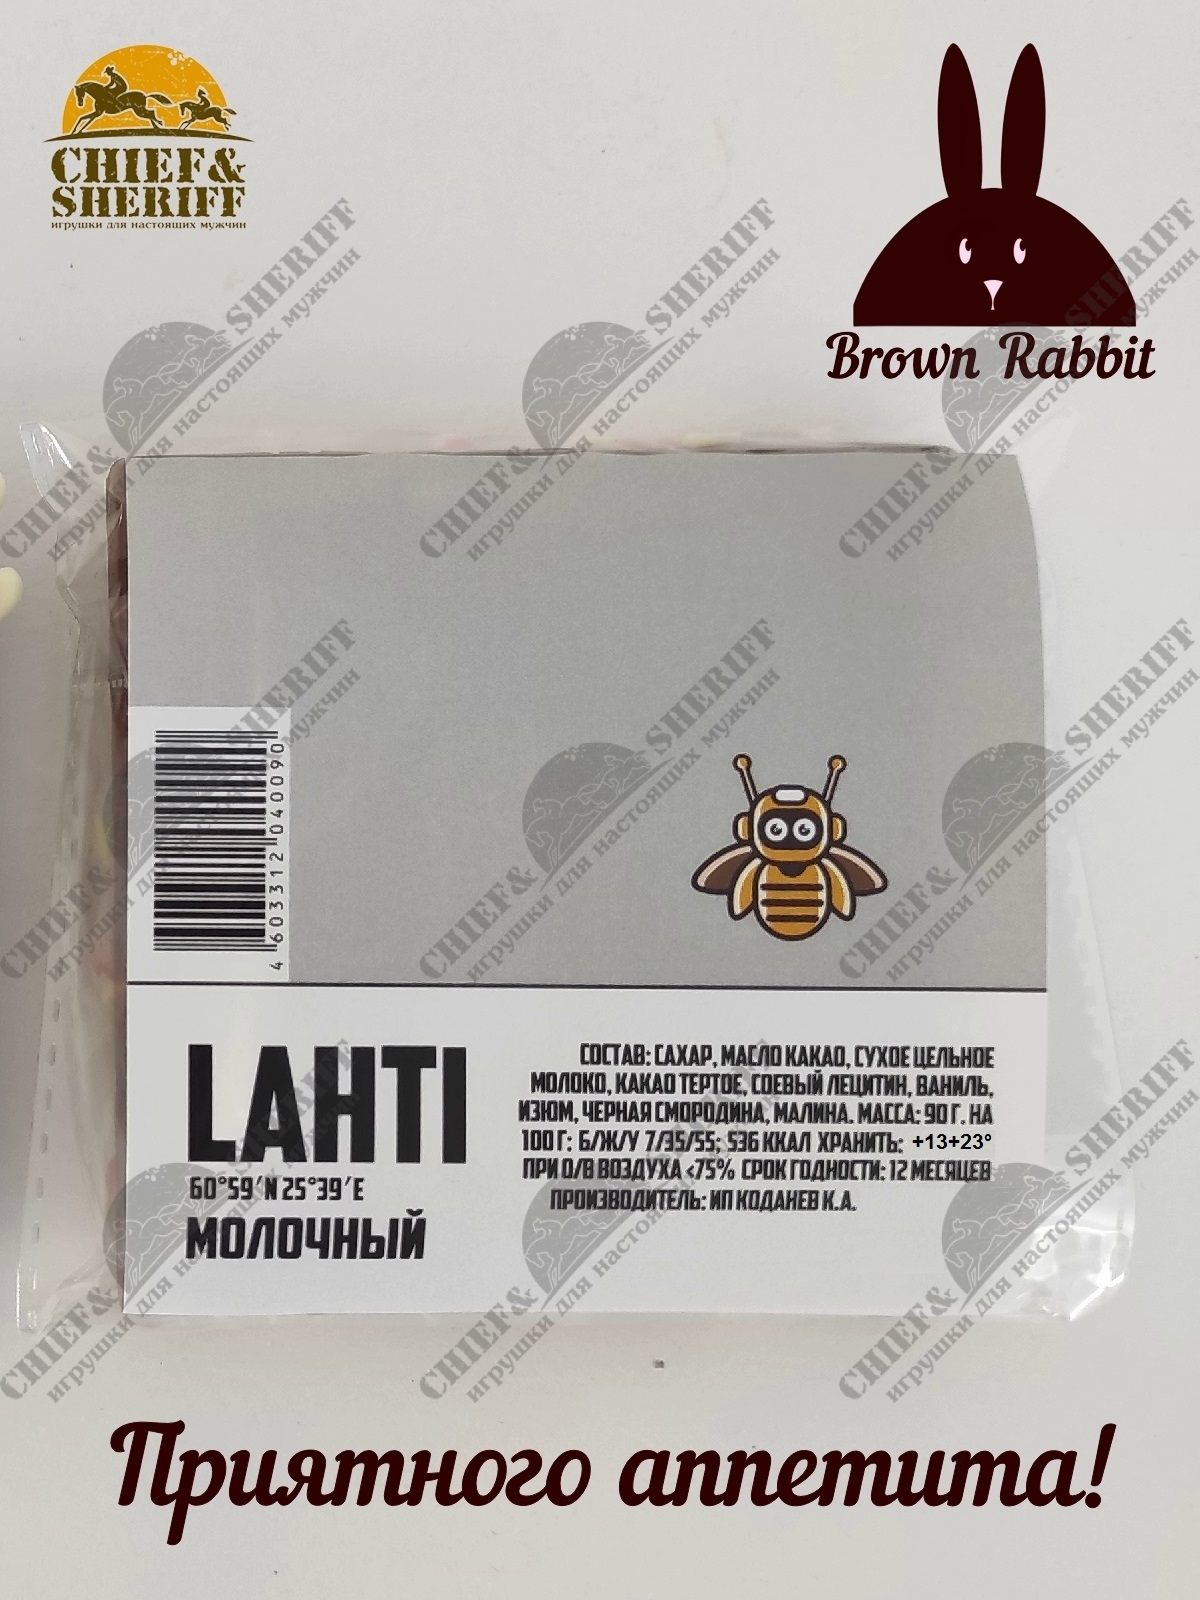 CHIEF&
SHERIFF
игрушки для настоящих мужчин
Brown Rabbit
4 603312 040090
LAHTI
60°59′N 25°39′E
МОЛОЧНЫЙ
СОСТАВ: САХАР, МАСЛО КАКАО, СУХОЕ ЦЕЛЬНОЕ
МОЛОКО, КАКАО ТЕРТОЕ, СОЕВЫЙ ЛЕЦИТИН, ВАНИЛЬ,
ИЗЮМ, ЧЕРНАЯ СМОРОДИНА, МАЛИНА. МАССА: 90 Г. НА
100 Г: Б/Ж/У 7/35/55; 536 ККАЛ ХРАНИТЬ: +13+23°
ПРИ О/В ВОЗДУХА <75% СРОК ГОДНОСТИ: 12 МЕСЯЦЕВ
ПРОИЗВОДИТЕЛЬ: ИП КОДАНЕВ К.А.
Приятного аппетита!